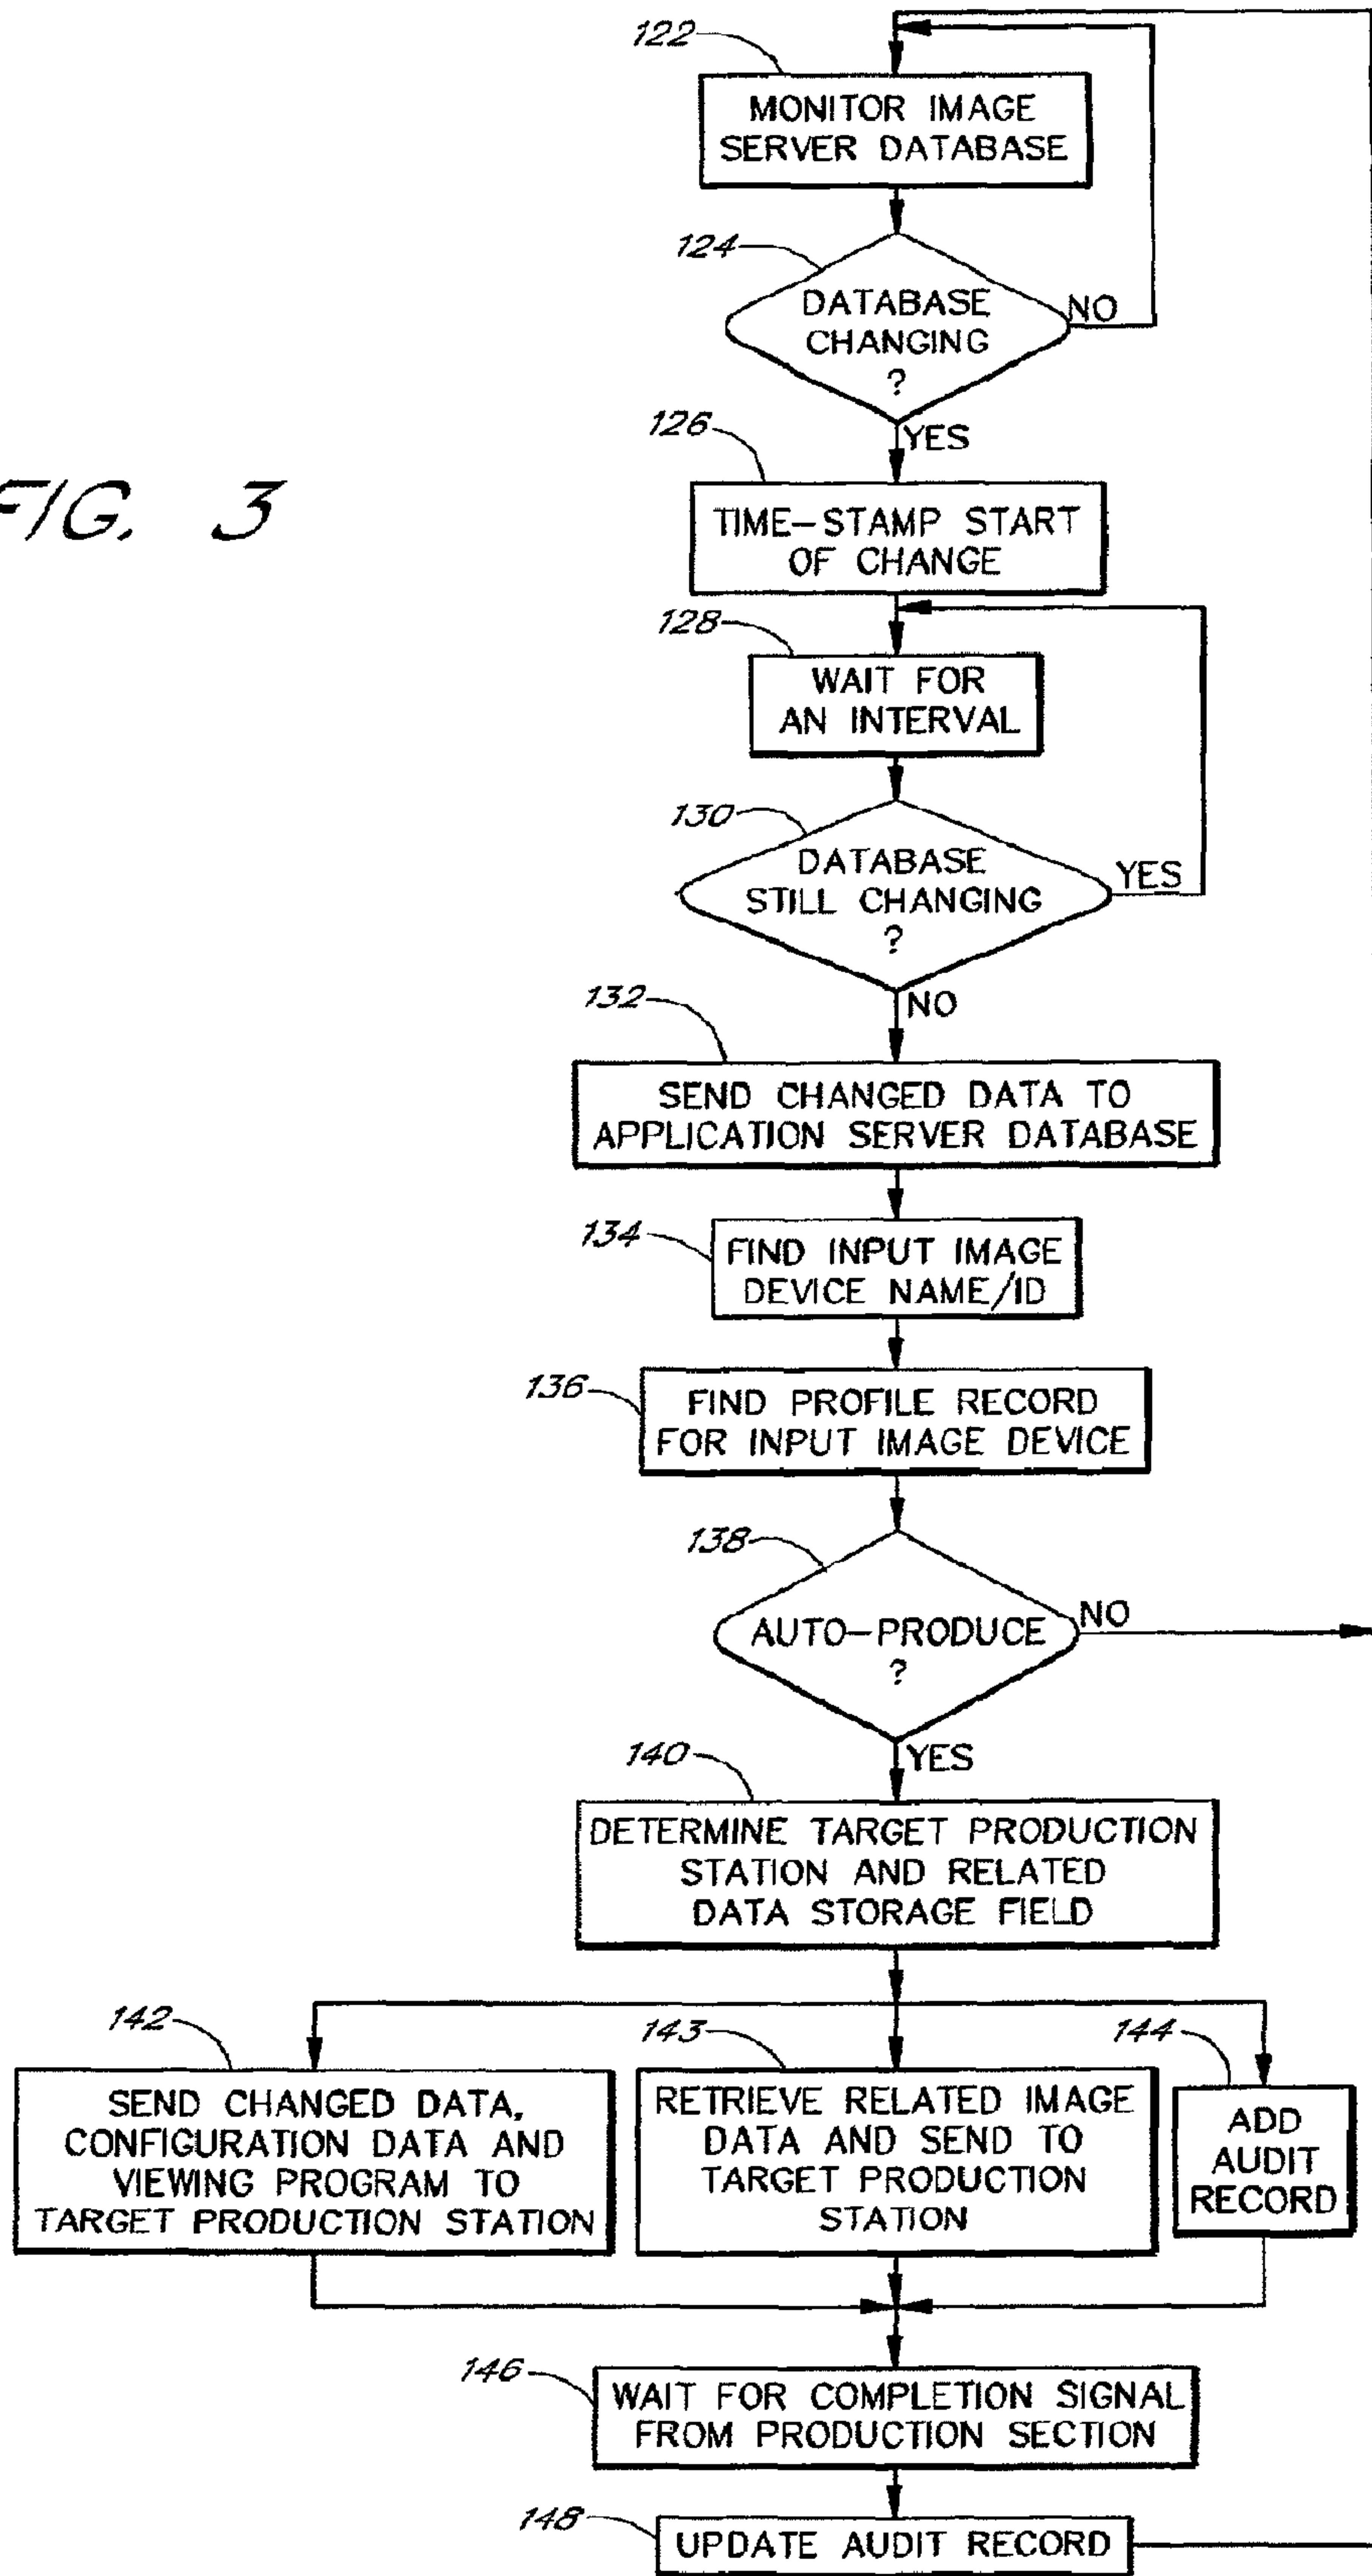 122
MONITOR IMAGE
SERVER DATABASE
124
DATABASE
CHANGING
?
NO
YES
FIG. 3
126
TIME-STAMP START
OF CHANGE
128
WAIT FOR
AN INTERVAL
130
DATABASE
STILL CHANGING
?
YES
NO
132
SEND CHANGED DATA TO
APPLICATION SERVER DATABASE
134
FIND INPUT IMAGE
DEVICE NAME/ID
136
FIND PROFILE RECORD
FOR INPUT IMAGE DEVICE
138
AUTO-PRODUCE
?
NO
YES
140
DETERMINE TARGET PRODUCTION
STATION AND RELATED
DATA STORAGE FIELD
142
SEND CHANGED DATA,
CONFIGURATION DATA AND
VIEWING PROGRAM TO
TARGET PRODUCTION STATION
143
RETRIEVE RELATED IMAGE
DATA AND SEND TO
TARGET PRODUCTION
STATION
144
ADD
AUDIT
RECORD
146
WAIT FOR COMPLETION SIGNAL
FROM PRODUCTION SECTION
148
UPDATE AUDIT RECORD